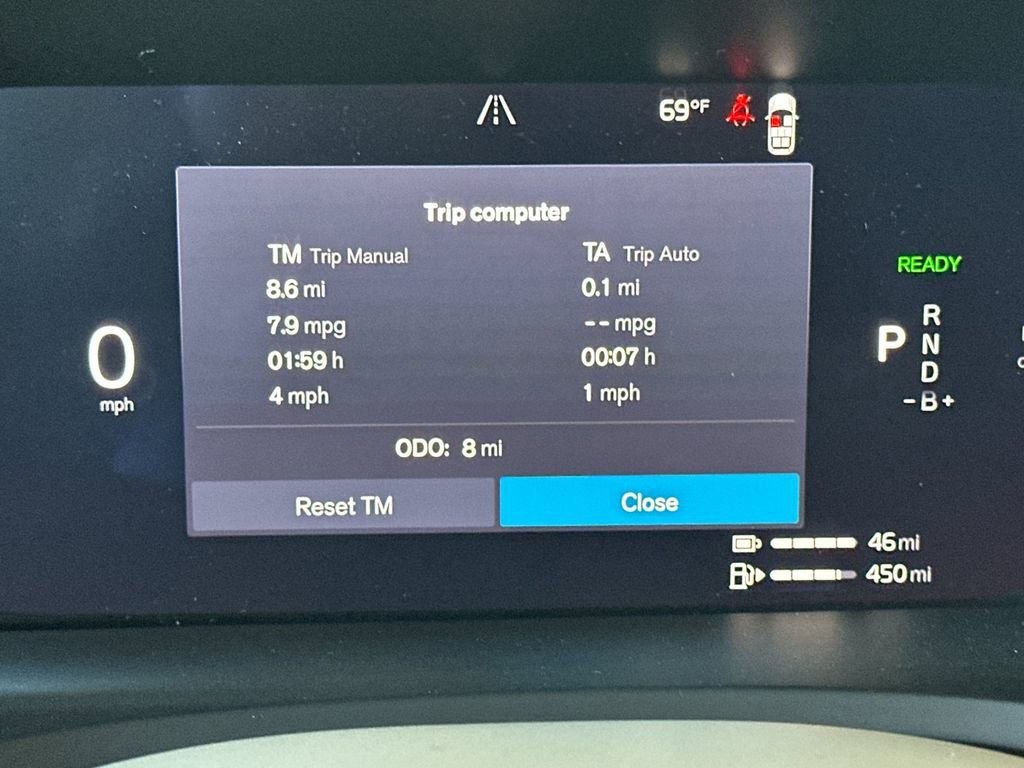 69°F
Trip computer
TM Trip Manual
8.6 mi
7.9 mpg
01:59 h
4 mph
TA Trip Auto
0.1 mi
-- mpg
00:07 h
1 mph
ODO: 8 mi
Reset TM
Close
0
mph
READY
P
R
N
D
-B+
46 mi
450 mi